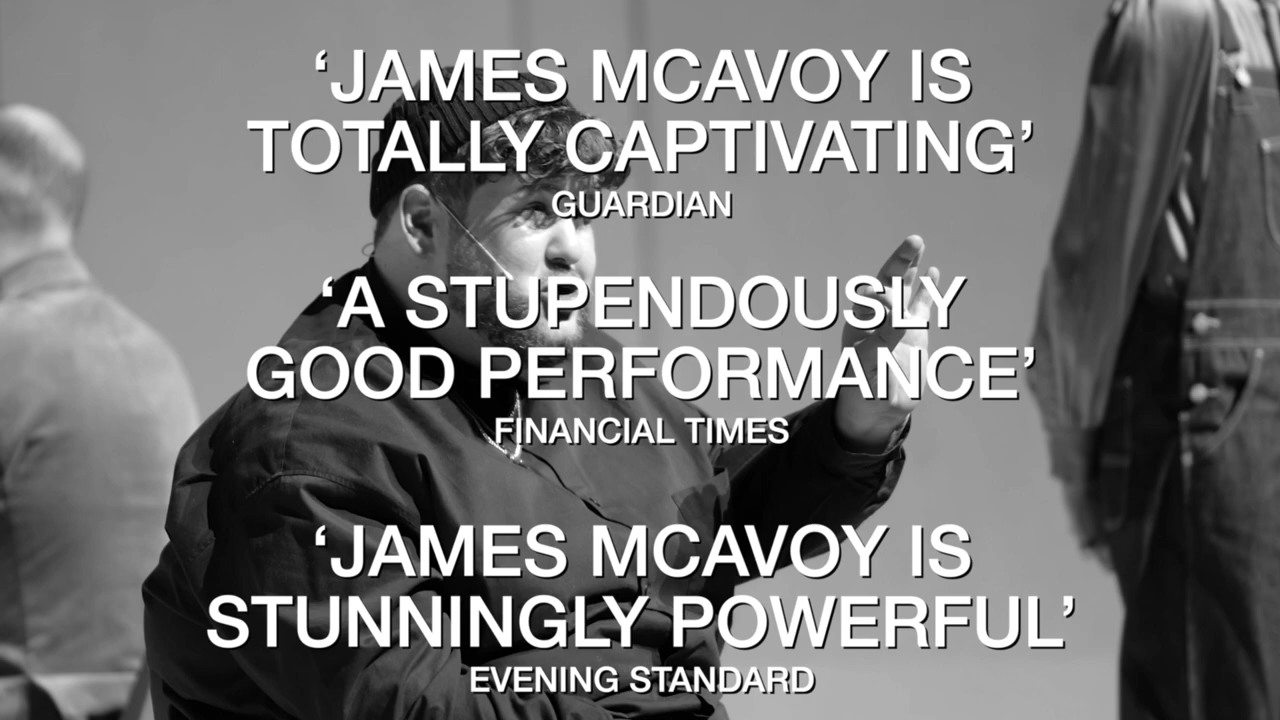 ‘JAMES MCAVOY IS
TOTALLY CAPTIVATING’
GUARDIAN
‘A STUPENDOUSLY
GOOD PERFORMANCE’
FINANCIAL TIMES
‘JAMES MCAVOY IS
STUNNINGLY POWERFUL’
EVENING STANDARD